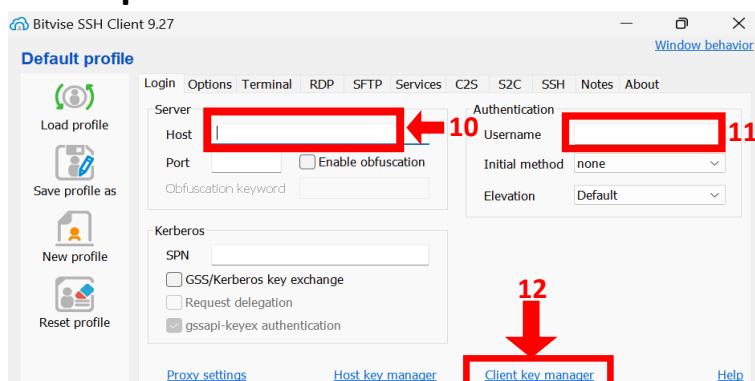 Bitvise SSH Client 9.27
Window behavior
Default profile
Login Options Terminal RDP SFTP Services C2S S2C SSH Notes About
Load profile
Save profile as
New profile
Reset profile
Server
Host
10
Port
Enable obfuscation
Obfuscation keyword
Kerberos
SPN
GSS/Kerberos key exchange
Request delegation
gssapi-keyex authentication
Authentication
Username
11
Initial method none
Elevation Default
12
Proxy settings
Host key manager
Client key manager
Help